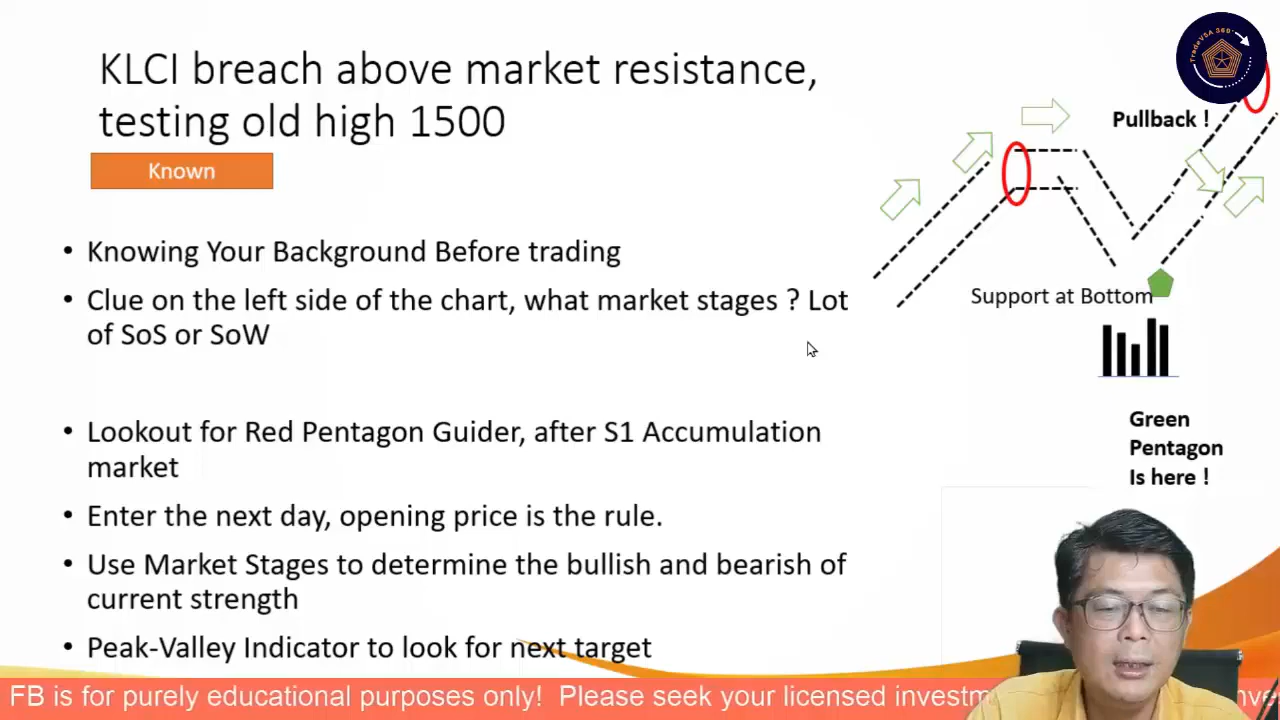 KLCI breach above market resistance,
testing old high 1500
Known
• Knowing Your Background Before trading
• Clue on the left side of the chart, what market stages ? Lot
of SoS or SoW
• Lookout for Red Pentagon Guider, after S1 Accumulation
market
• Enter the next day, opening price is the rule.
• Use Market Stages to determine the bullish and bearish of
current strength
• Peak-Valley Indicator to look for next target
TradeVSA 360°
Pullback !
Support at Bottom
Green
Pentagon
Is here !
FB is for purely educational purposes only!  Please seek your licensed